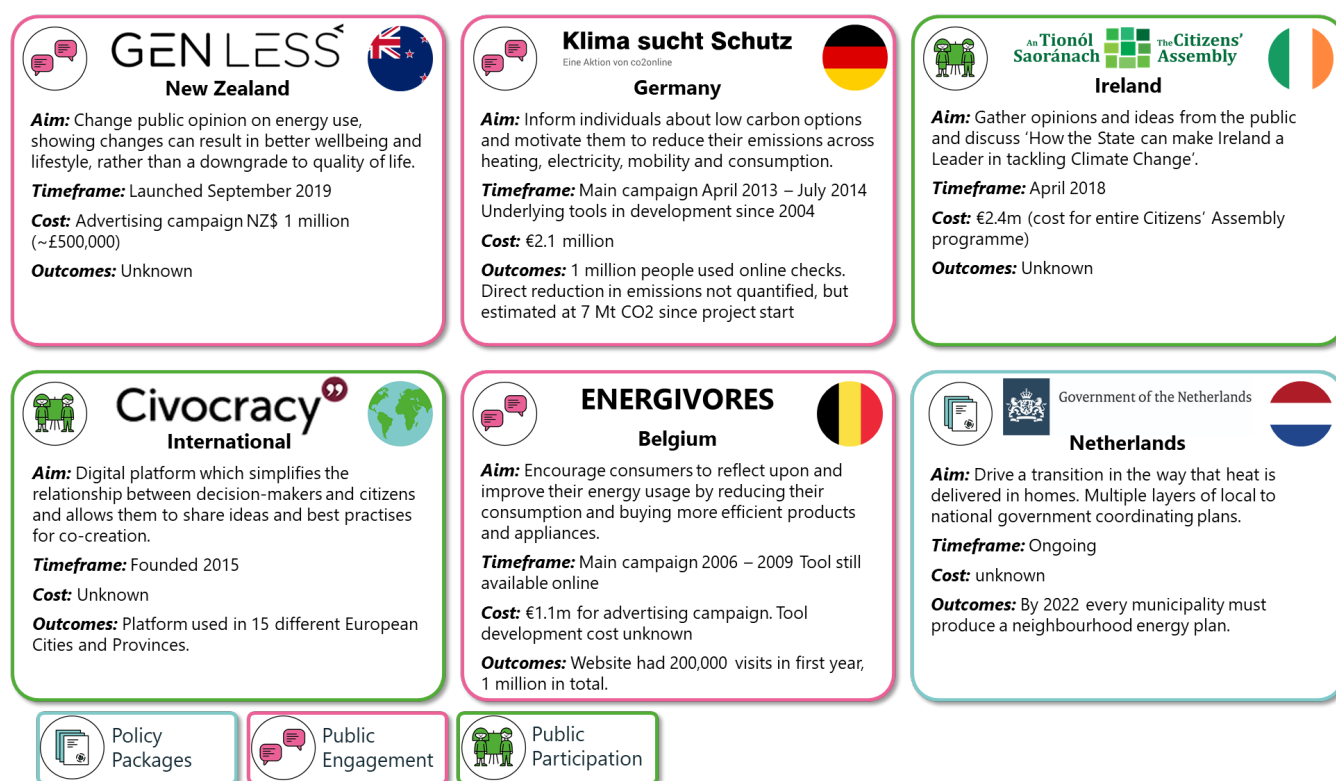 GEN LESS
New Zealand
Aim: Change public opinion on energy use,
showing changes can result in better wellbeing and
lifestyle, rather than a downgrade to quality of life.
Timeframe: Launched September 2019
Cost: Advertising campaign NZ$ 1 million
(~£500,000)
Outcomes: Unknown
Klima sucht Schutz
Eine Aktion von co2online
Germany
Aim: Inform individuals about low carbon options
and motivate them to reduce their emissions across
heating, electricity, mobility and consumption.
Timeframe: Main campaign April 2013 – July 2014
Underlying tools in development since 2004
Cost: €2.1 million
Outcomes: 1 million people used online checks.
Direct reduction in emissions not quantified, but
estimated at 7 Mt CO2 since project start
An Tionól
Saoránach
The Citizens’
Assembly
Ireland
Aim: Gather opinions and ideas from the public
and discuss ‘How the State can make Ireland a
Leader in tackling Climate Change’.
Timeframe: April 2018
Cost: €2.4m (cost for entire Citizens’ Assembly
programme)
Outcomes: Unknown
Civocracy
International
Aim: Digital platform which simplifies the
relationship between decision-makers and citizens
and allows them to share ideas and best practises
for co-creation.
Timeframe: Founded 2015
Cost: Unknown
Outcomes: Platform used in 15 different European
Cities and Provinces.
ENERGIVORES
Belgium
Aim: Encourage consumers to reflect upon and
improve their energy usage by reducing their
consumption and buying more efficient products
and appliances.
Timeframe: Main campaign 2006 – 2009 Tool still
available online
Cost: €1.1m for advertising campaign. Tool
development cost unknown
Outcomes: Website had 200,000 visits in first year,
1 million in total.
Government of the Netherlands
Netherlands
Aim: Drive a transition in the way that heat is
delivered in homes. Multiple layers of local to
national government coordinating plans.
Timeframe: Ongoing
Cost: unknown
Outcomes: By 2022 every municipality must
produce a neighbourhood energy plan.
Policy
Packages
Public
Engagement
Public
Participation